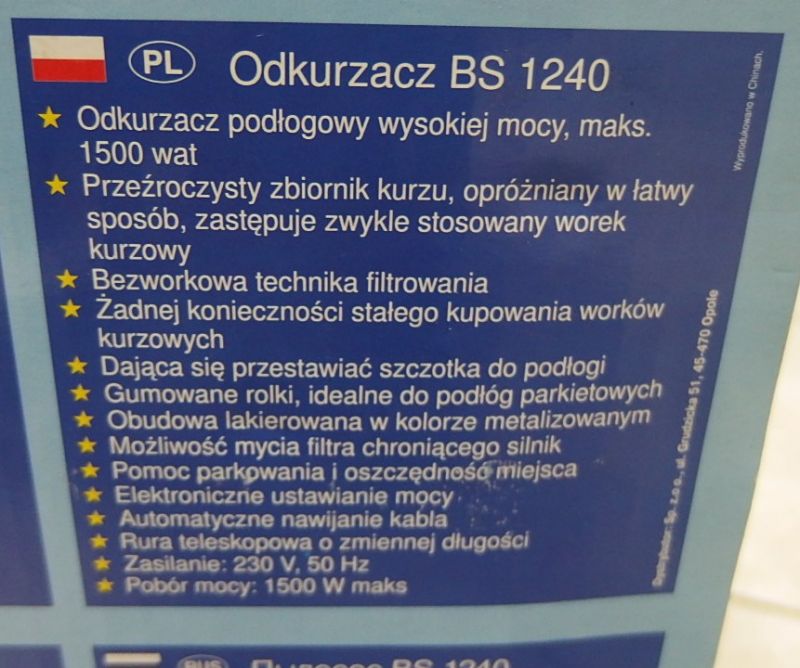 PL
Odkurzacz BS 1240
Odkurzacz podłogowy wysokiej mocy, maks.
1500 wat
Przeźroczysty zbiornik kurzu, opróżniany w łatwy
sposób, zastępuje zwykle stosowany worek
kurzowy
Bezworkowa technika filtrowania
Żadnej konieczności stałego kupowania worków
kurzowych
Dająca się przestawiać szczotka do podłogi
Gumowane rolki, idealne do podłóg parkietowych
Obudowa lakierowana w kolorze metalizowanym
Możliwość mycia filtra chroniącego silnik
Pomoc parkowania i oszczędność miejsca
Elektroniczne ustawianie mocy
Automatyczne nawijanie kabla
Rura teleskopowa o zmiennej długości
Zasilanie: 230 V, 50 Hz
Pobór mocy: 1500 W maks
Wyprodukowano w Chinach.
Sp. z.o.o., ul. Grudzicka 51, 45-470 Opole
RUS
BS 1240